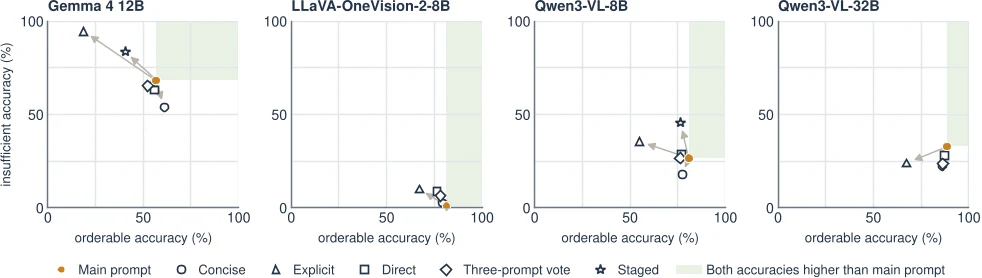 Gemma 4 12B
LLaVA-OneVision-2-8B
Qwen3-VL-8B
Qwen3-VL-32B
insufficient accuracy (%)
100
50
0
0 50 100
orderable accuracy (%)
100
50
0
0 50 100
orderable accuracy (%)
100
50
0
0 50 100
orderable accuracy (%)
100
50
0
0 50 100
orderable accuracy (%)
Main prompt
Concise
Explicit
Direct
Three-prompt vote
Staged
Both accuracies higher than main prompt